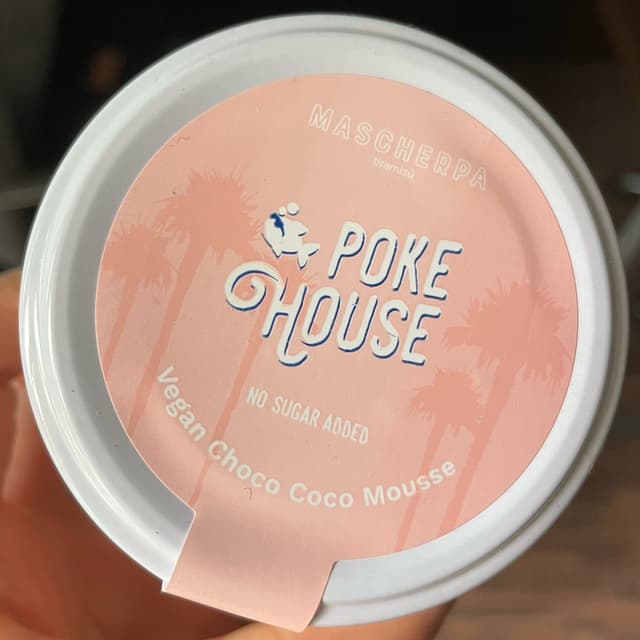 MASCHERPA
tiramisù
POKE
HOUSE
NO SUGAR ADDED
Vegan Choco Coco Mousse